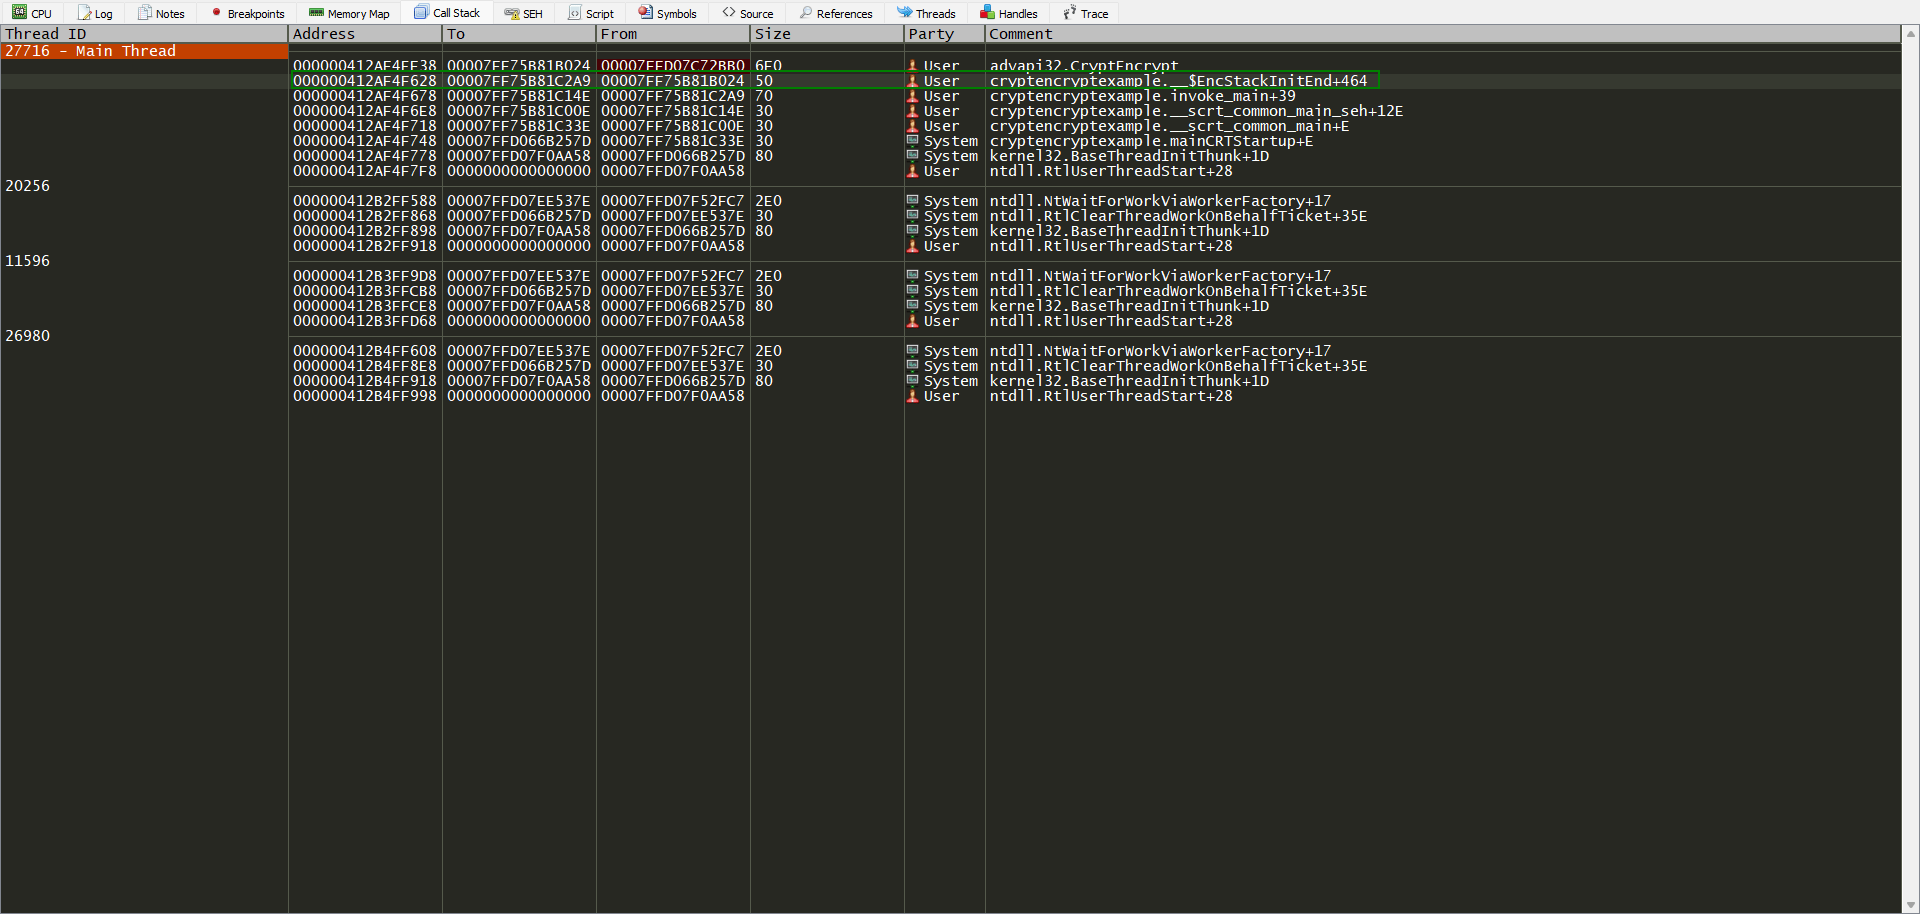 CPU Log Notes Breakpoints Memory Map Call Stack SEH Script Symbols Source References Threads Handles Trace
Thread ID Address To From Size Party Comment
27716 - Main Thread
000000412AF4EF38 00007FF75B81B024 00007FFD07C72BB0 6F0 User advapi32.CryptEncrypt
000000412AF4F628 00007FF75B81C2A9 00007FF75B81B024 50 User cryptencryptexample.__$EncStackInitEnd+464
000000412AF4F678 00007FF75B81C14E 00007FF75B81C2A9 70 User cryptencryptexample.invoke_main+39
000000412AF4F6E8 00007FF75B81C00E 00007FF75B81C14E 30 User cryptencryptexample.__scrt_common_main_seh+12E
000000412AF4F718 00007FF75B81C33E 00007FF75B81C00E 30 User cryptencryptexample.__scrt_common_main+E
000000412AF4F748 00007FFD066B257D 00007FF75B81C33E 30 System cryptencryptexample.mainCRTStartup+E
000000412AF4F778 00007FFD07F0AA58 00007FFD066B257D 80 System kernel32.BaseThreadInitThunk+1D
000000412AF4F7F8 0000000000000000 00007FFD07F0AA58 User ntdll.RtlUserThreadStart+28
20256
000000412B2FF588 00007FFD07EE537E 00007FFD07F52FC7 2E0 System ntdll.NtWaitForWorkViaWorkerFactory+17
000000412B2FF868 00007FFD066B257D 00007FFD07EE537E 30 System ntdll.RtlClearThreadWorkOnBehalfTicket+35E
000000412B2FF898 00007FFD07F0AA58 00007FFD066B257D 80 System kernel32.BaseThreadInitThunk+1D
000000412B2FF918 0000000000000000 00007FFD07F0AA58 User ntdll.RtlUserThreadStart+28
11596
000000412B3FF9D8 00007FFD07EE537E 00007FFD07F52FC7 2E0 System ntdll.NtWaitForWorkViaWorkerFactory+17
000000412B3FFCB8 00007FFD066B257D 00007FFD07EE537E 30 System ntdll.RtlClearThreadWorkOnBehalfTicket+35E
000000412B3FFCE8 00007FFD07F0AA58 00007FFD066B257D 80 System kernel32.BaseThreadInitThunk+1D
000000412B3FFD68 0000000000000000 00007FFD07F0AA58 User ntdll.RtlUserThreadStart+28
26980
000000412B4FF608 00007FFD07EE537E 00007FFD07F52FC7 2E0 System ntdll.NtWaitForWorkViaWorkerFactory+17
000000412B4FF8E8 00007FFD066B257D 00007FFD07EE537E 30 System ntdll.RtlClearThreadWorkOnBehalfTicket+35E
000000412B4FF918 00007FFD07F0AA58 00007FFD066B257D 80 System kernel32.BaseThreadInitThunk+1D
000000412B4FF998 0000000000000000 00007FFD07F0AA58 User ntdll.RtlUserThreadStart+28